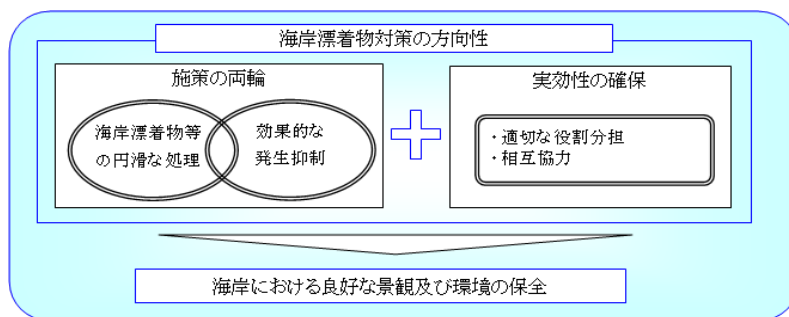 海岸漂着物対策の方向性
施策の両輪
海岸漂着物等
の円滑な処理
効果的な
発生抑制
実効性の確保
・適切な役割分担
・相互協力
海岸における良好な景観及び環境の保全